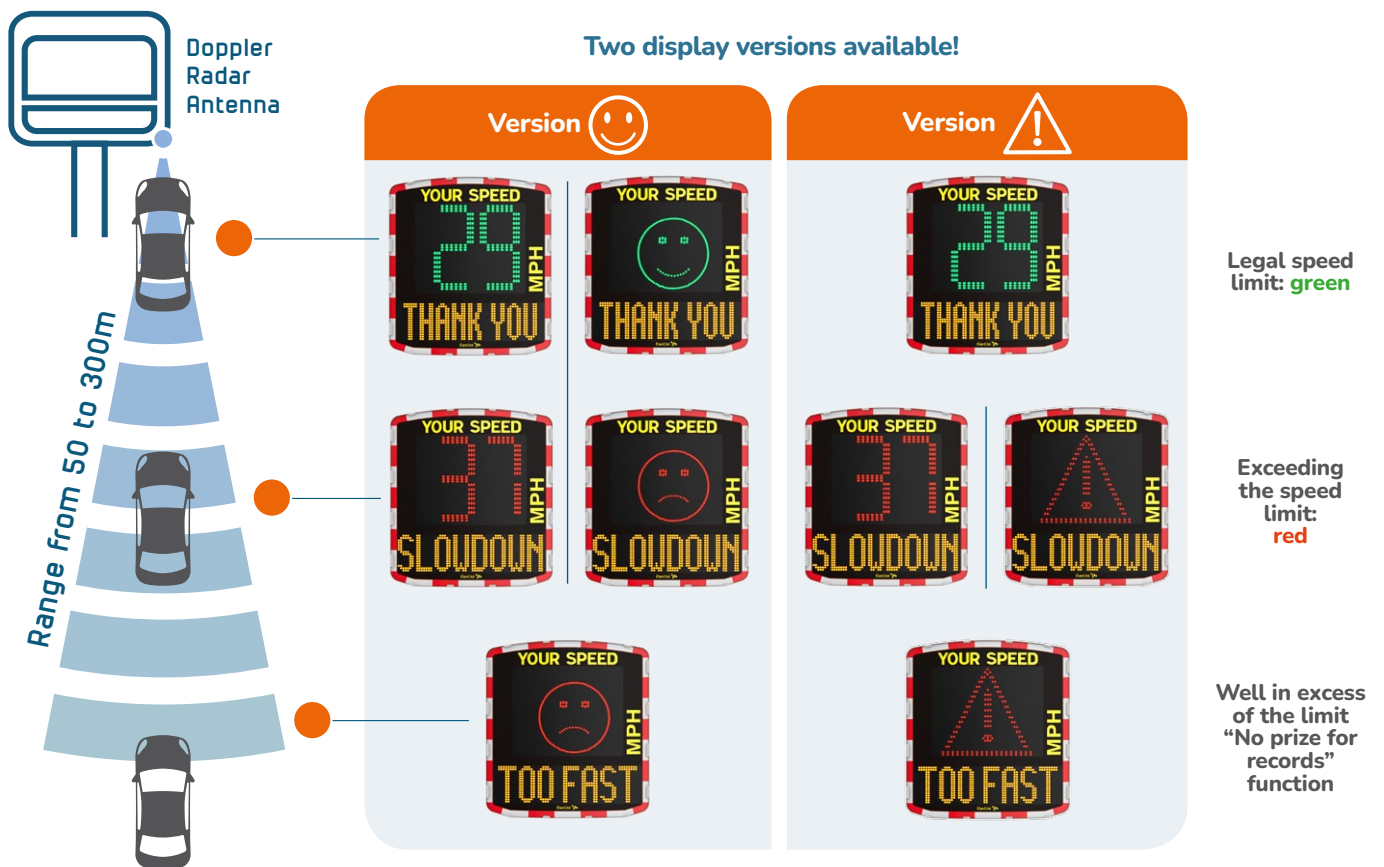 Doppler
Radar
Antenna
Two display versions available!
Version
Version
Range from 50 to 300m
YOUR SPEED
29
MPH
THANK YOU
YOUR SPEED
MPH
THANK YOU
YOUR SPEED
29
MPH
THANK YOU
Legal speed
limit: green
YOUR SPEED
37
MPH
SLOWDOWN
YOUR SPEED
MPH
SLOWDOWN
YOUR SPEED
37
MPH
SLOWDOWN
YOUR SPEED
!
MPH
SLOWDOWN
Exceeding
the speed
limit:
red
YOUR SPEED
MPH
TOO FAST
YOUR SPEED
!
MPH
TOO FAST
Well in excess
of the limit
“No prize for
records”
function